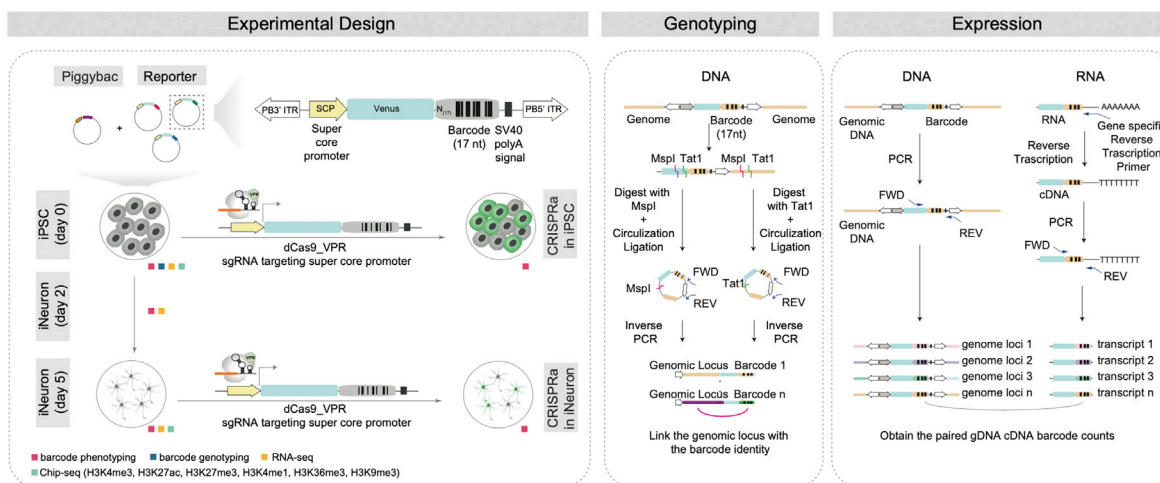 Experimental Design
Piggybac
Reporter
+
PB3' ITR
SCP
Venus
N(17)
PB5' ITR
Super
core
promoter
Barcode
(17 nt)
SV40
polyA
signal
iPSC
(day 0)
VPR
dCas9_VPR
sgRNA targeting super core promoter
CRISPRa
in iPSC
iNeuron
(day 2)
iNeuron
(day 5)
VPR
dCas9_VPR
sgRNA targeting super core promoter
CRISPRa
in iNeuron
barcode phenotyping
barcode genotyping
RNA-seq
Chip-seq (H3K4me3, H3K27ac, H3K27me3, H3K4me1, H3K36me3, H3K9me3)
Genotyping
DNA
Genome
Barcode
(17nt)
Genome
MspI Tat1
MspI Tat1
Digest with
MspI
+
Circulization
Ligation
Digest
with Tat1
+
Circulization
Ligation
MspI
FWD
REV
Tat1
FWD
REV
Inverse
PCR
Inverse
PCR
Genomic Locus Barcode 1
Genomic Locus Barcode n
Link the genomic locus with
the barcode identity
Expression
DNA
Genomic
DNA
Barcode
PCR
FWD
REV
Genomic
DNA
RNA
AAAAAAA
RNA
Gene specific
Reverse
Trascription
Primer
Reverse
Trascription
cDNA
TTTTTTT
PCR
FWD
TTTTTTT
REV
genome loci 1
genome loci 2
genome loci 3
genome loci n
transcript 1
transcript 2
transcript 3
transcript n
Obtain the paired gDNA cDNA barcode counts